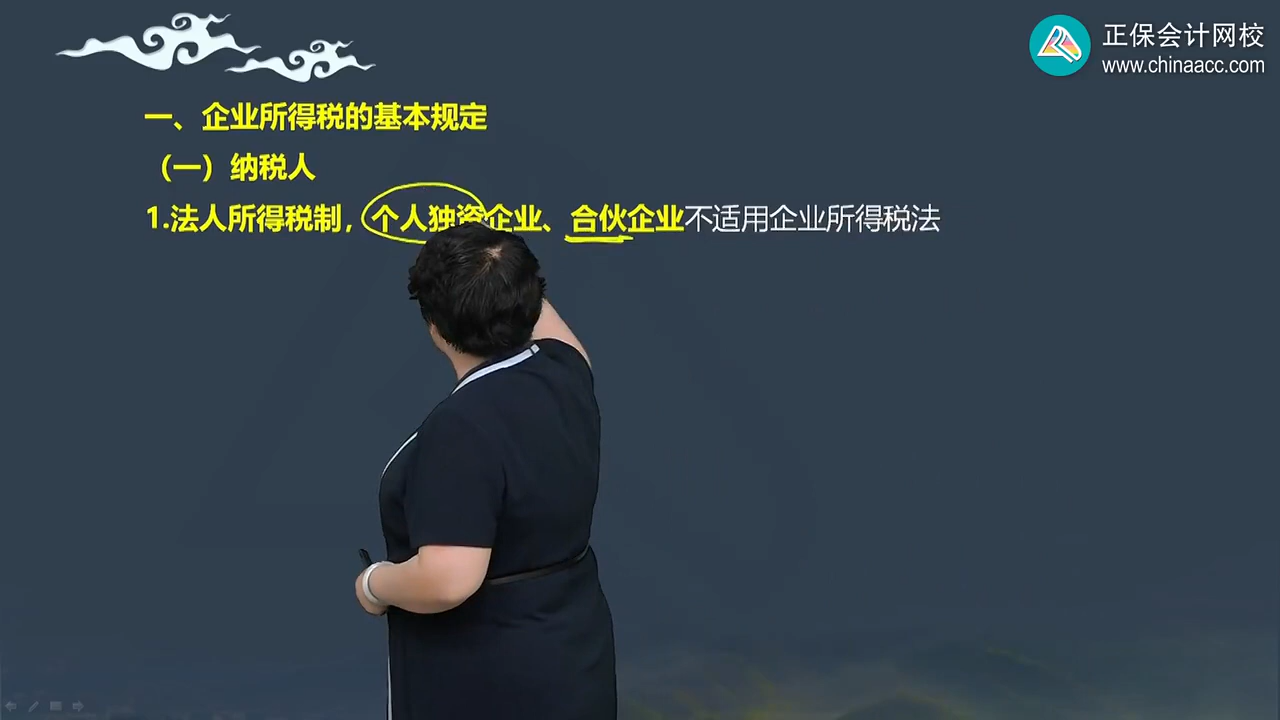 正保会计网校
www.chinaacc.com
一、企业所得税的基本规定
（一）纳税人
1.法人所得税制，个人独资企业、合伙企业不适用企业所得税法